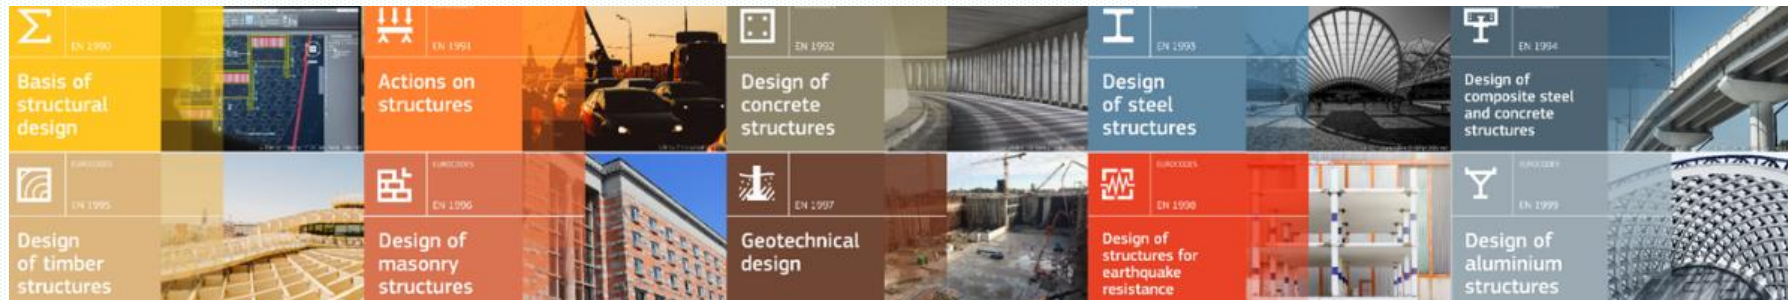 EN 1990
Basis of
structural
design
EN 1991
Actions on
structures
EN 1992
Design of
concrete
structures
EN 1993
Design
of steel
structures
EN 1994
Design of
composite steel
and concrete
structures
EUROCODES
EN 1995
Design
of timber
structures
EUROCODES
EN 1996
Design of
masonry
structures
EUROCODES
EN 1997
Geotechnical
design
EUROCODES
EN 1998
Design of
structures for
earthquake
resistance
EUROCODES
EN 1999
Design of
aluminium
structures